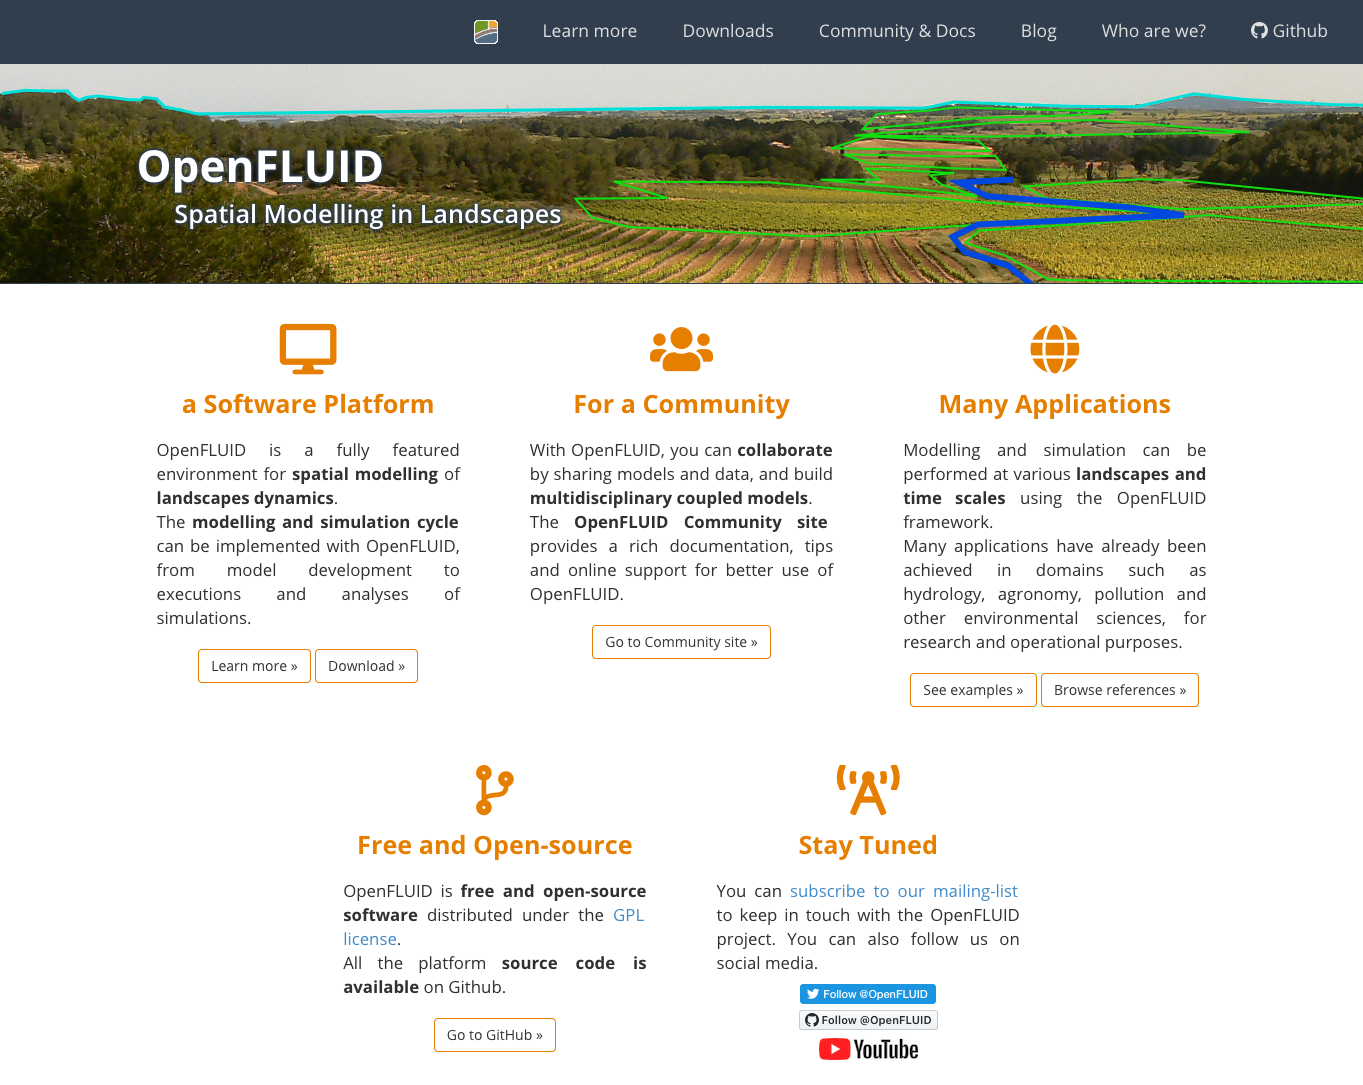 Learn more
Downloads
Community & Docs
Blog
Who are we?
Github
OpenFLUID
Spatial Modelling in Landscapes
a Software Platform
OpenFLUID is a fully featured
environment for spatial modelling of
landscapes dynamics.
The modelling and simulation cycle
can be implemented with OpenFLUID,
from model development to
executions and analyses of
simulations.
Learn more »
Download »
For a Community
With OpenFLUID, you can collaborate
by sharing models and data, and build
multidisciplinary coupled models.
The OpenFLUID Community site
provides a rich documentation, tips
and online support for better use of
OpenFLUID.
Go to Community site »
Many Applications
Modelling and simulation can be
performed at various landscapes and
time scales using the OpenFLUID
framework.
Many applications have already been
achieved in domains such as
hydrology, agronomy, pollution and
other environmental sciences, for
research and operational purposes.
See examples »
Browse references »
Free and Open-source
OpenFLUID is free and open-source
software distributed under the GPL
license.
All the platform source code is
available on Github.
Go to GitHub »
Stay Tuned
You can subscribe to our mailing-list
to keep in touch with the OpenFLUID
project. You can also follow us on
social media.
Follow @OpenFLUID
Follow @OpenFLUID
YouTube